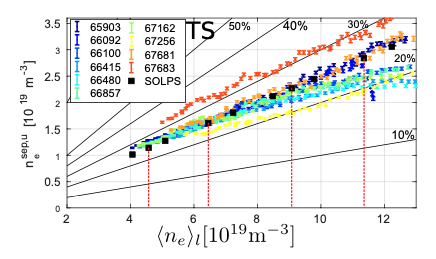 65903 67162
66092 67256
66100 67681
66415 67683
66480 SOLPS
66857
TS
50% 40% 30%
20%
10%
3.5
3
2.5
2
1.5
1
0.5
0
2 4 6 8 10 12
n_e^{sep,u} [10^{19} m^{-3}]
⟨n_e⟩_l[10^{19}m^{-3}]